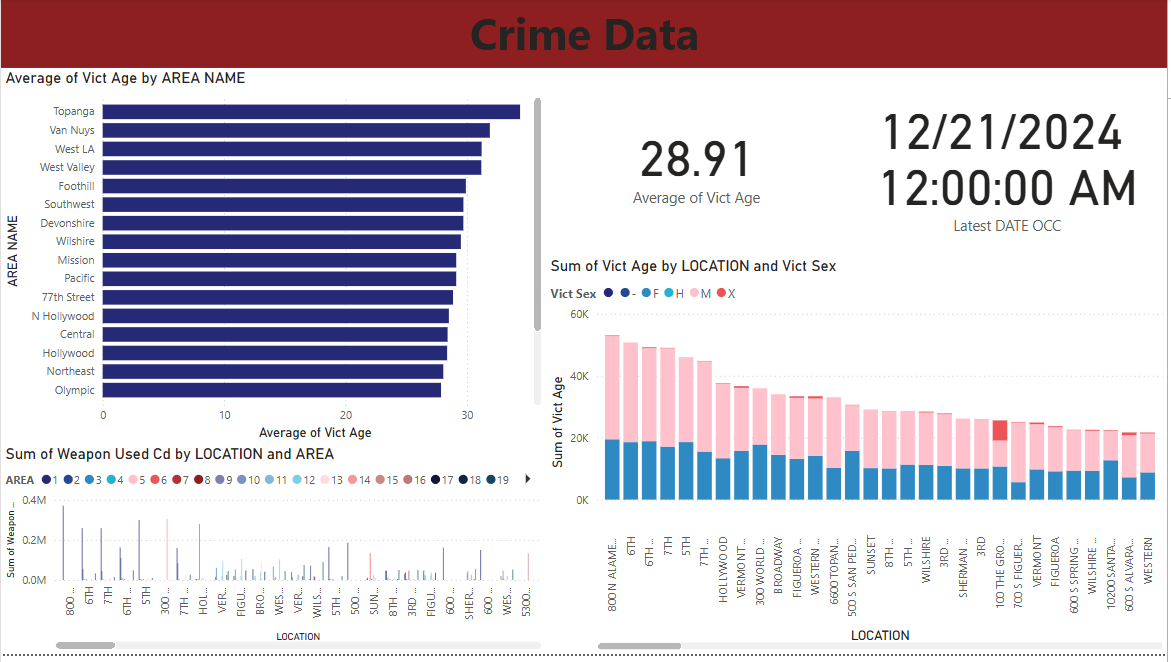 Crime Data
Average of Vict Age by AREA NAME
AREA NAME
Topanga
Van Nuys
West LA
West Valley
Foothill
Southwest
Devonshire
Wilshire
Mission
Pacific
77th Street
N Hollywood
Central
Hollywood
Northeast
Olympic
0 10 20 30
Average of Vict Age
28.91
Average of Vict Age
12/21/2024
12:00:00 AM
Latest DATE OCC
Sum of Vict Age by LOCATION and Vict Sex
Vict Sex - F H M X
Sum of Vict Age
60K
40K
20K
0K
800 N ALAME...
6TH
6TH ...
7TH
5TH
7TH ...
HOLLYWOOD
VERMONT ...
300 WORLD ...
BROADWAY
FIGUEROA ...
WESTERN ...
6600 TOPAN...
500 S SAN PED...
SUNSET
8TH ...
5TH ...
WILSHIRE
3RD ...
SHERMAN ...
3RD
100 THE GRO...
700 S FIGUER...
VERMONT
FIGUEROA
600 S SPRING ...
WILSHIRE ...
10200 SANTA...
600 S ALVARA...
WESTERN
LOCATION
Sum of Weapon Used Cd by LOCATION and AREA
AREA 1 2 3 4 5 6 7 8 9 10 11 12 13 14 15 16 17 18 19
Sum of Weapon ...
0.4M
0.2M
0.0M
800 ...
6TH
7TH
6TH ...
5TH
300 ...
7TH ...
HOL...
VER...
FIGU...
BRO...
WES...
VER...
WILS...
5TH ...
500 ...
SUN...
8TH ...
3RD ...
FIGU...
600 ...
SHER...
600 ...
WES...
5300...
LOCATION